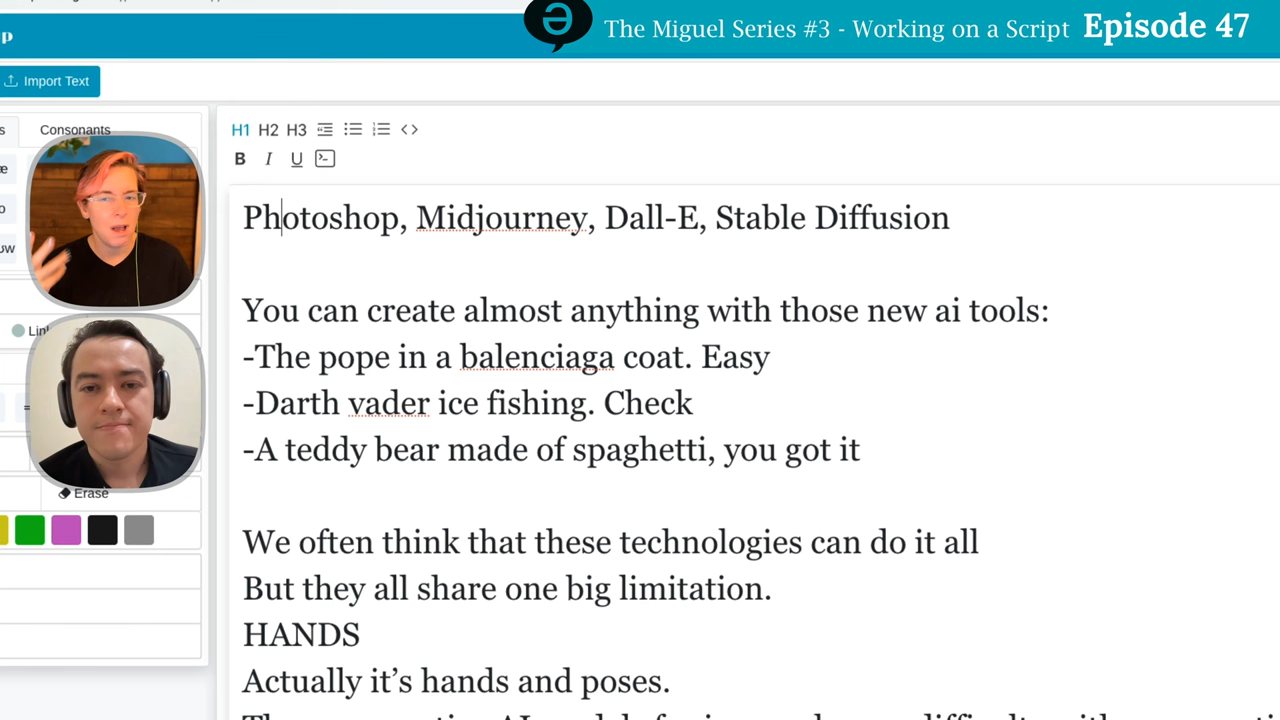 The Miguel Series #3 - Working on a Script Episode 47
p
Import Text
s Consonants
H1 H2 H3
B I U
Photoshop, Midjourney, Dall-E, Stable Diffusion
You can create almost anything with those new ai tools:
-The pope in a balenciaga coat. Easy
-Darth vader ice fishing. Check
-A teddy bear made of spaghetti, you got it
Erase
We often think that these technologies can do it all
But they all share one big limitation.
HANDS
Actually it's hands and poses.